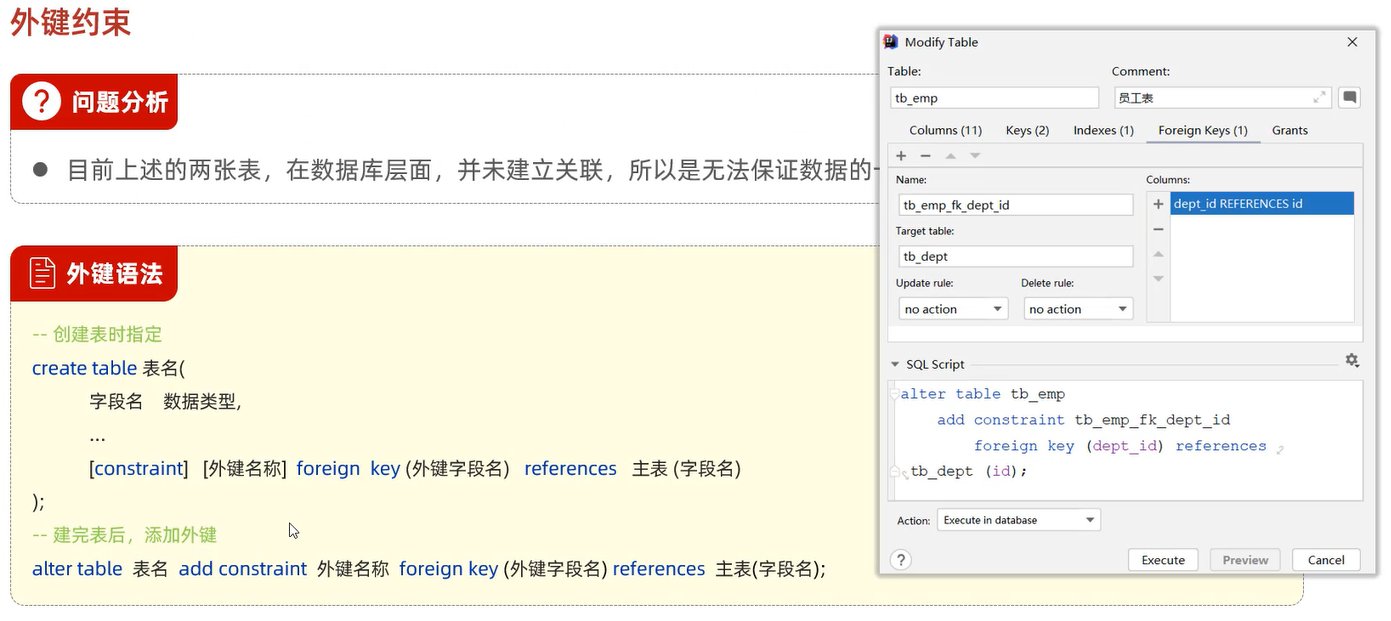 外键约束
? 问题分析
● 目前上述的两张表，在数据库层面，并未建立关联，所以是无法保证数据的
外键语法
-- 创建表时指定
create table 表名(
字段名 数据类型,
...
[constraint] [外键名称] foreign key (外键字段名) references 主表 (字段名)
);
-- 建完表后，添加外键
alter table 表名 add constraint 外键名称 foreign key (外键字段名) references 主表(字段名);
Modify Table
Table: Comment:
tb_emp 员工表
Columns (11) Keys (2) Indexes (1) Foreign Keys (1) Grants
Name: Columns:
tb_emp_fk_dept_id dept_id REFERENCES id
Target table:
tb_dept
Update rule: Delete rule:
no action no action
SQL Script
alter table tb_emp
add constraint tb_emp_fk_dept_id
foreign key (dept_id) references
tb_dept (id);
Action: Execute in database
? Execute Preview Cancel